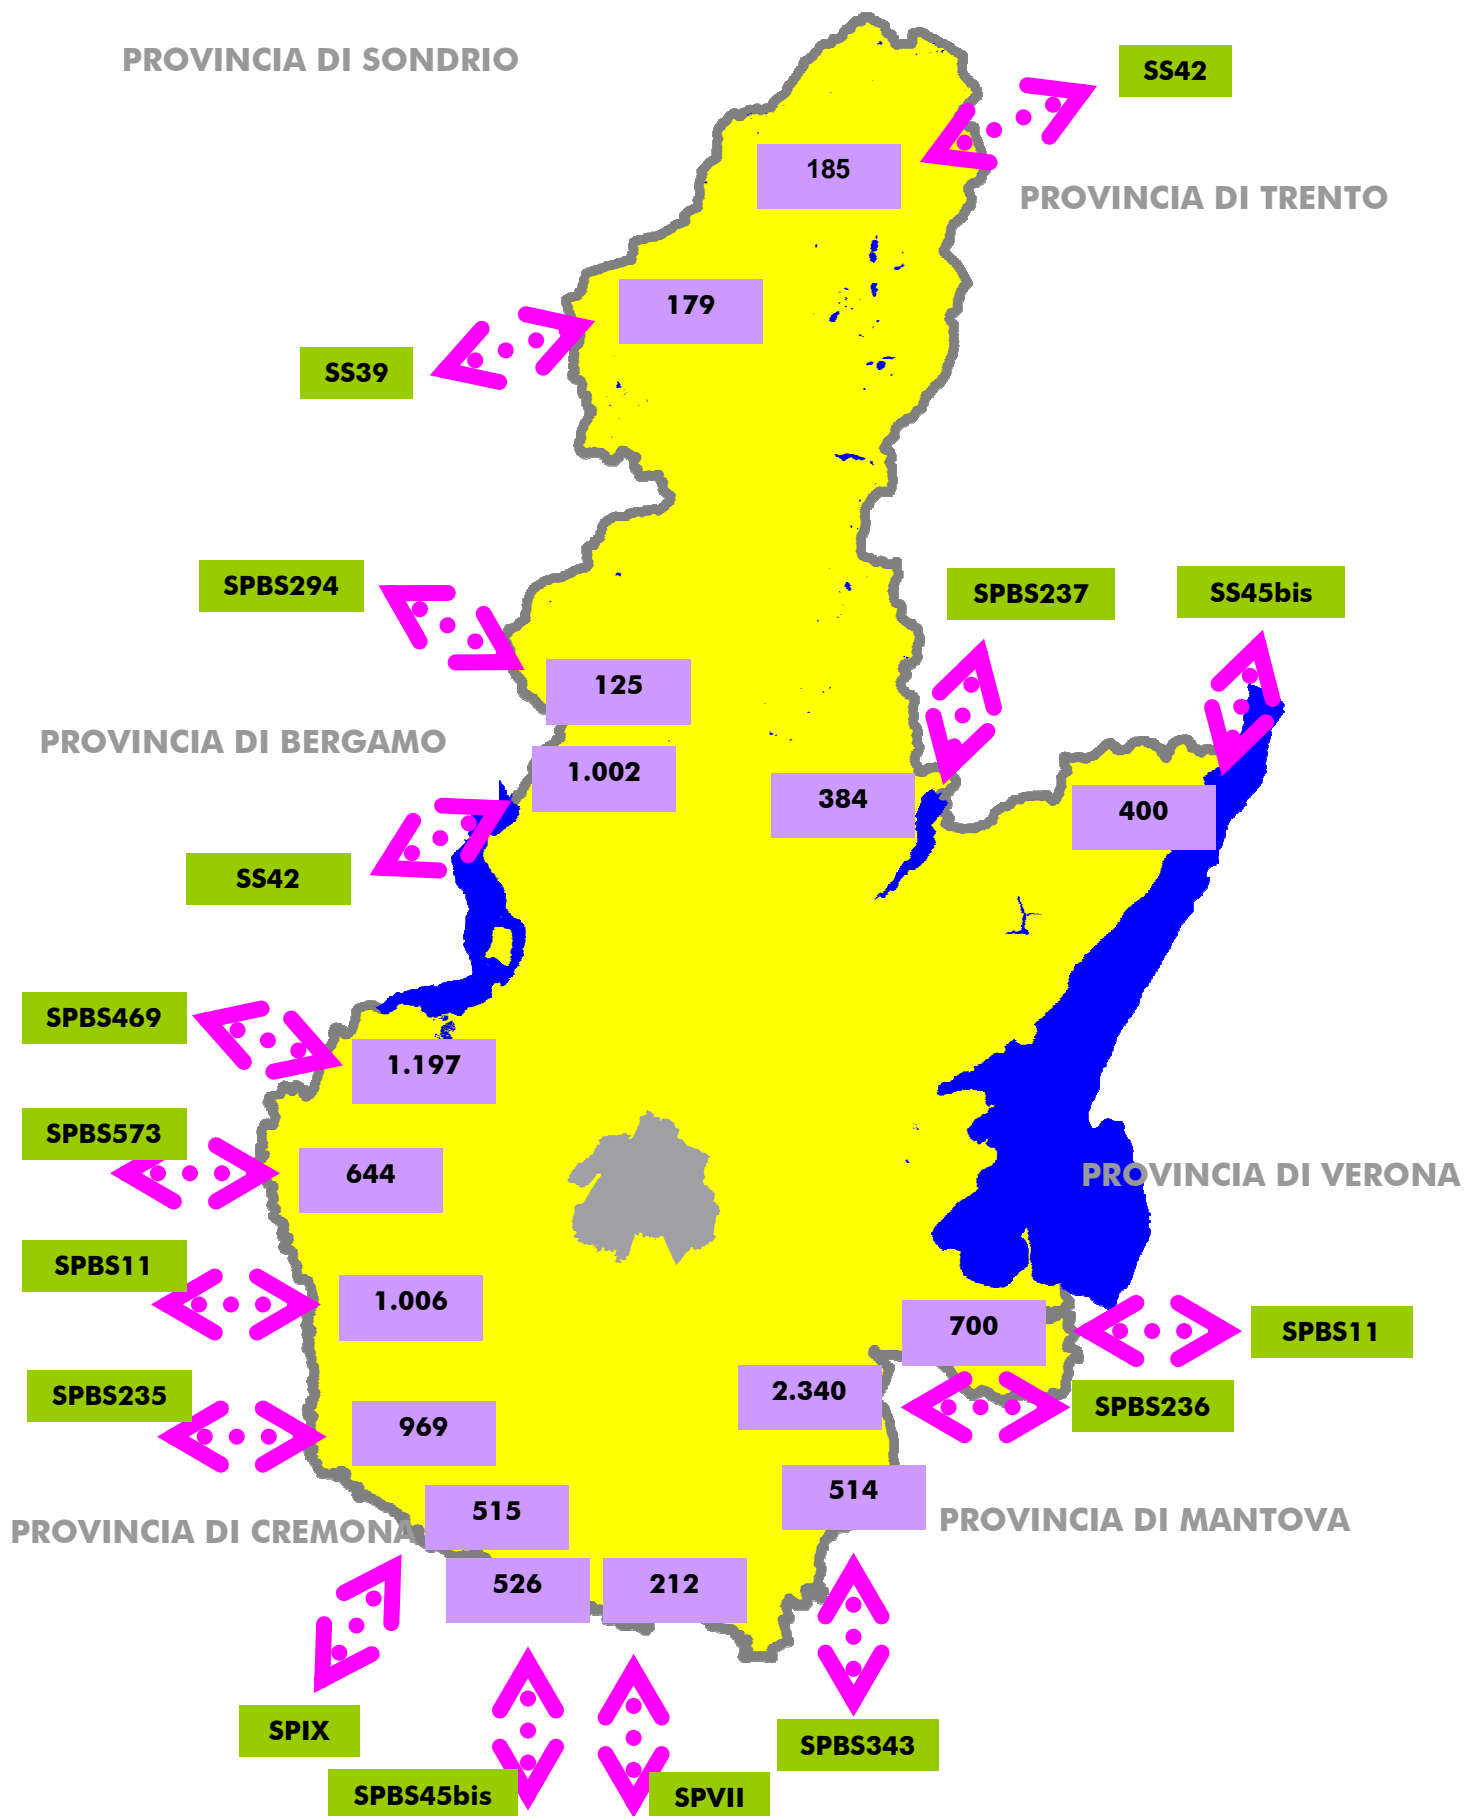 PROVINCIA DI SONDRIO
SS42
185
PROVINCIA DI TRENTO
179
SS39
SPBS294
SPBS237
SS45bis
125
PROVINCIA DI BERGAMO
1.002
384
400
SS42
SPBS469
1.197
SPBS573
644
PROVINCIA DI VERONA
SPBS11
1.006
700
SPBS11
SPBS235
2.340
SPBS236
969
514
515
PROVINCIA DI CREMONA
PROVINCIA DI MANTOVA
526
212
SPIX
SPBS343
SPBS45bis
SPVII